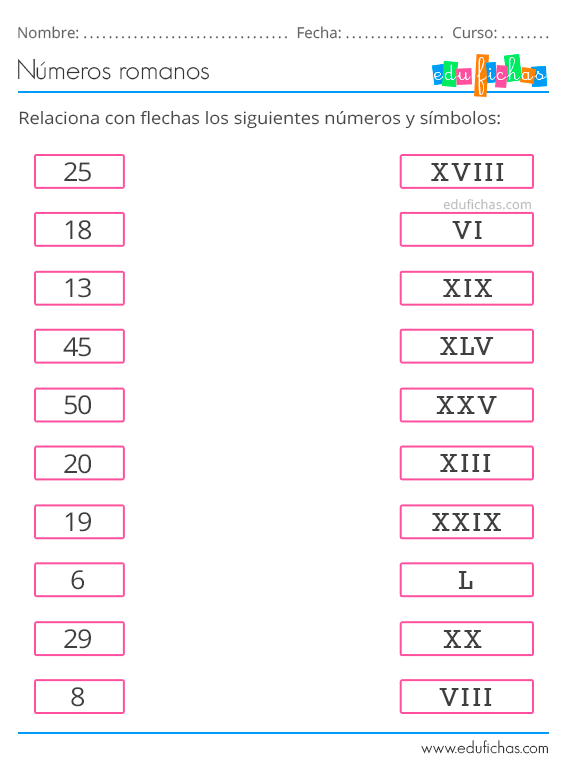 Nombre: ................................ Fecha: ................ Curso: ........
Números romanos
edufichas
Relaciona con flechas los siguientes números y símbolos:
25 XVIII
edufichas.com
18 VI
13 XIX
45 XLV
50 XXV
20 XIII
19 XXIX
6 L
29 XX
8 VIII
www.edufichas.com